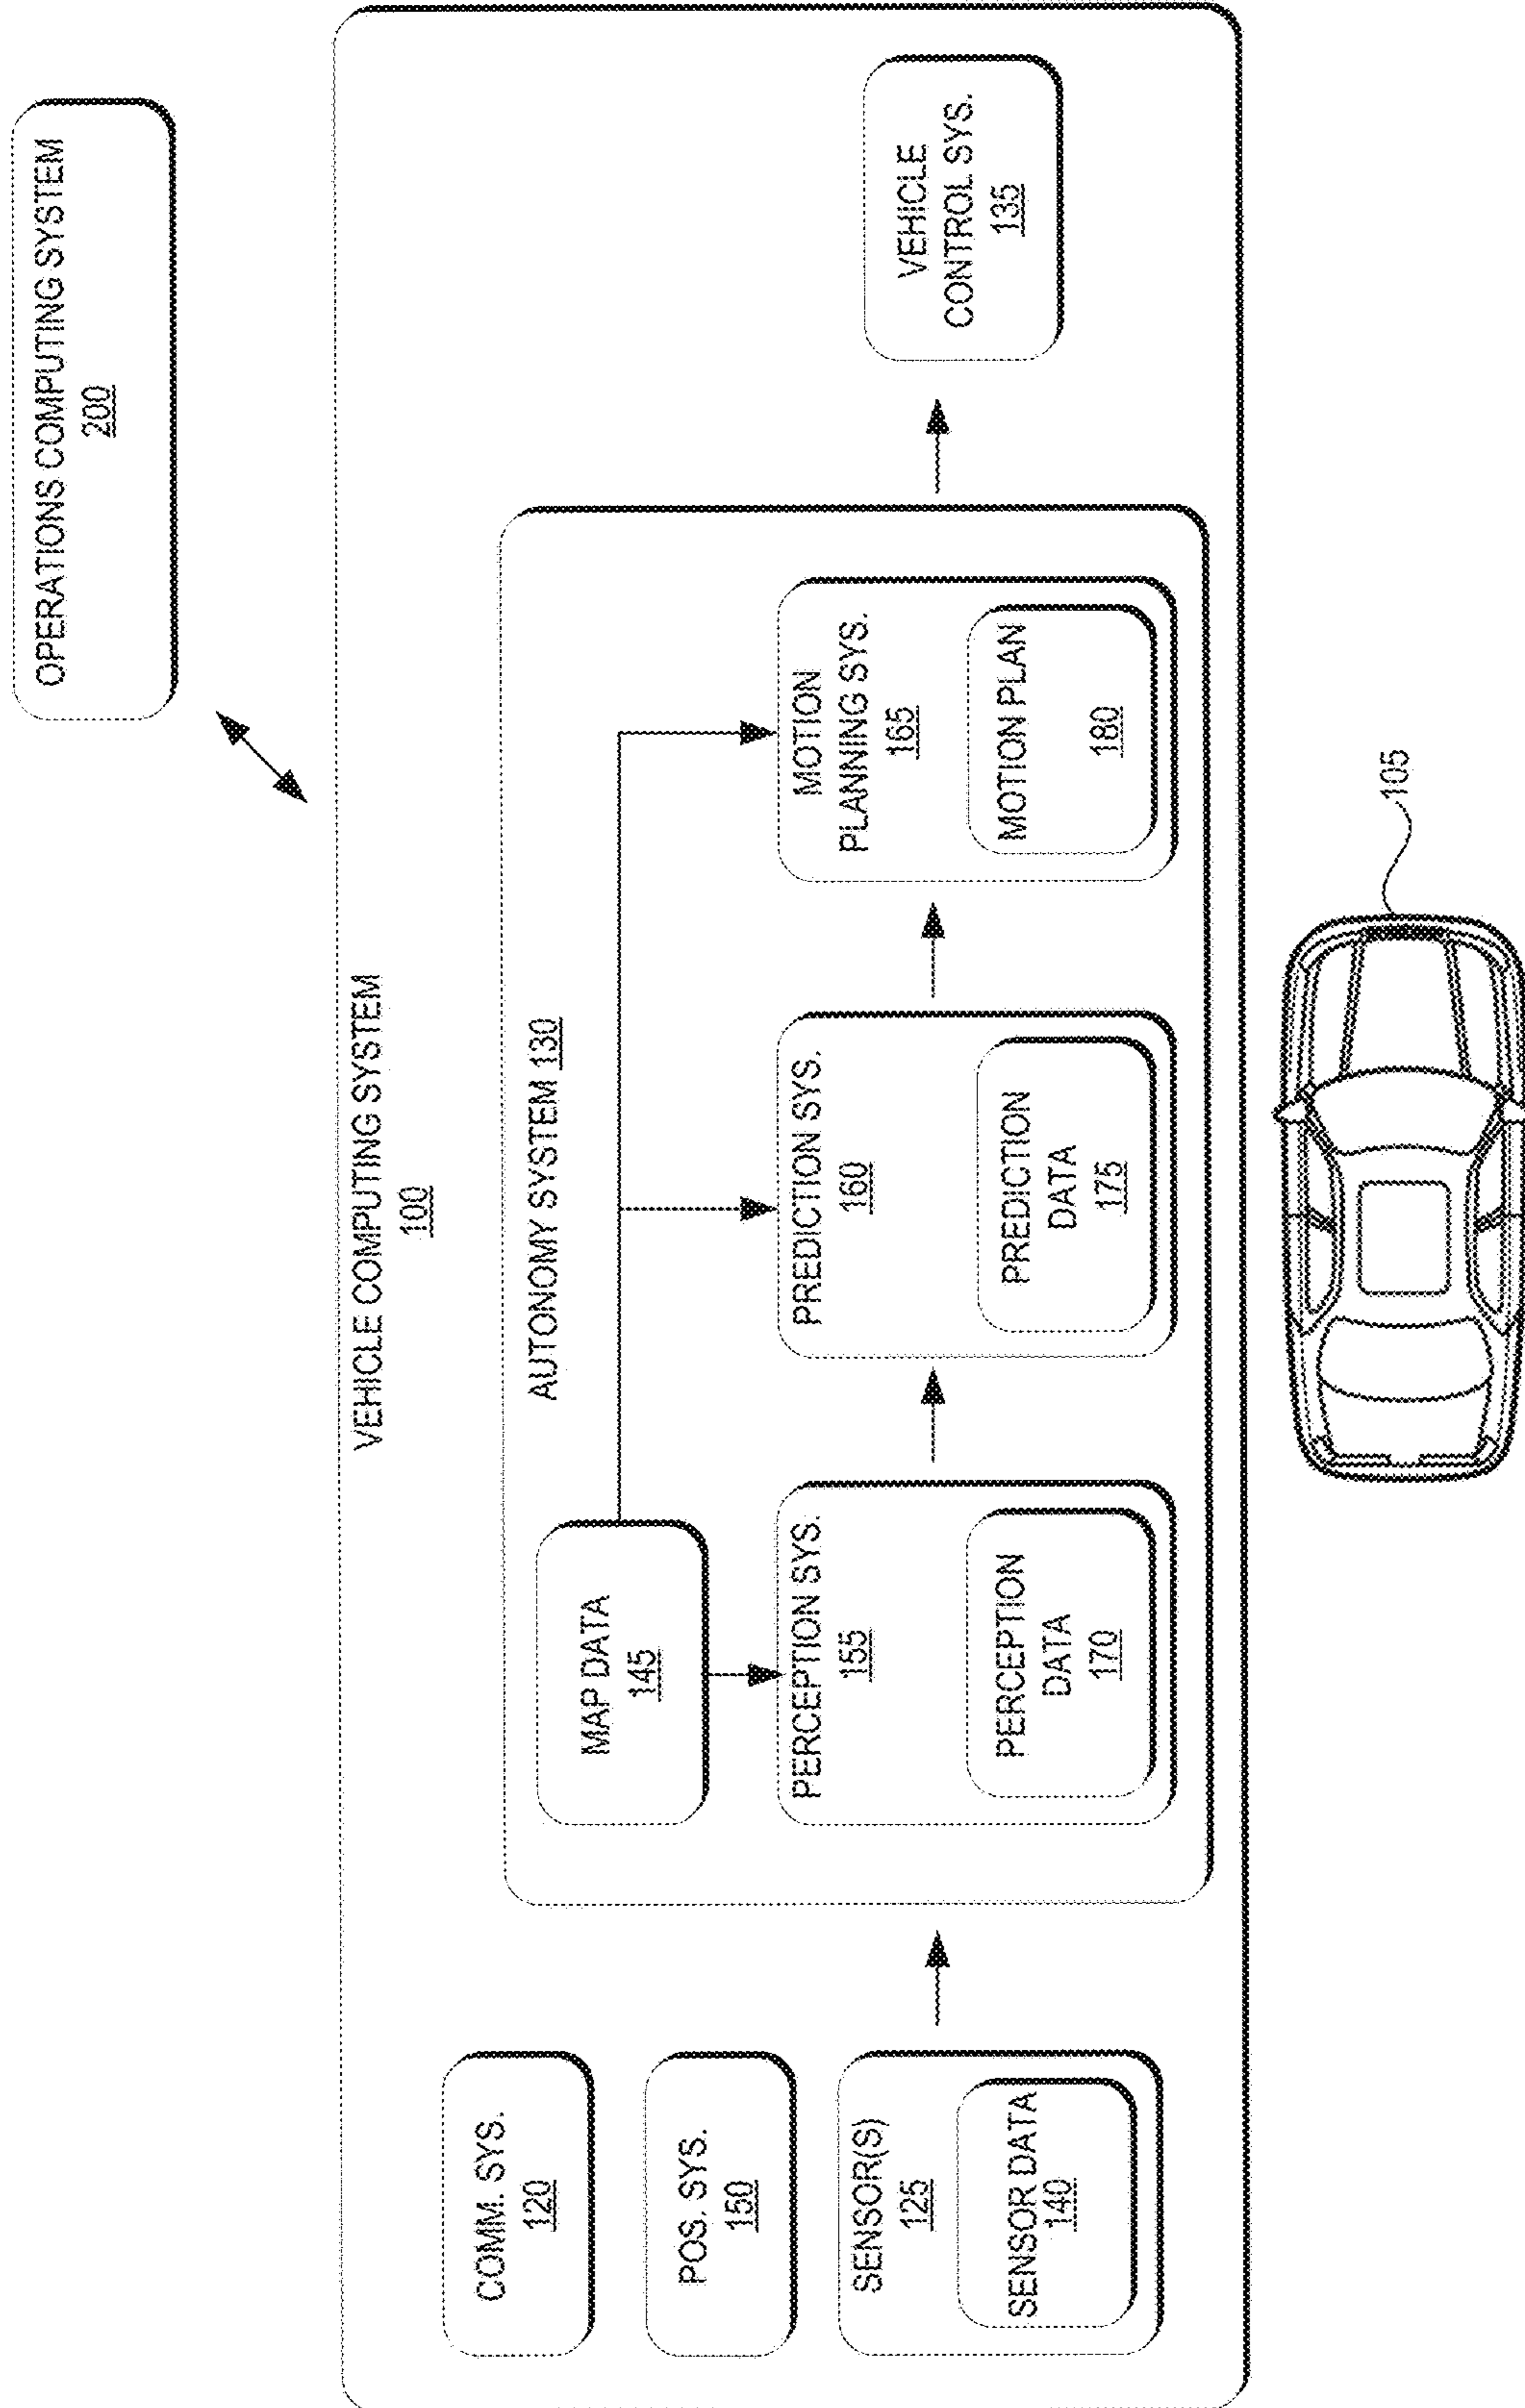 OPERATIONS COMPUTING SYSTEM
200
VEHICLE COMPUTING SYSTEM
100
COMM. SYS.
120
POS. SYS.
150
SENSOR(S)
125
SENSOR DATA
140
AUTONOMY SYSTEM 130
MAP DATA
145
PERCEPTION SYS.
155
PERCEPTION
DATA
170
PREDICTION SYS.
160
PREDICTION
DATA
175
MOTION
PLANNING SYS.
165
MOTION PLAN
180
VEHICLE
CONTROL SYS.
135
105